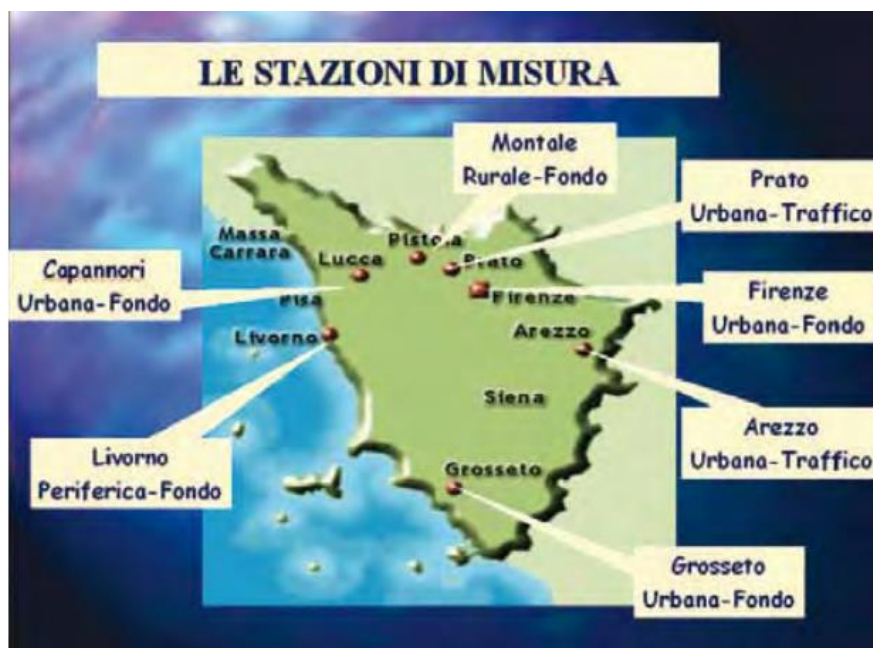 LE STAZIONI DI MISURA
Montale
Rurale-Fondo
Prato
Urbana-Traffico
Massa
Carrara
Pistoia
Lucca
Prato
Capannori
Urbana-Fondo
Pisa
Firenze
Firenze
Urbana-Fondo
Livorno
Arezzo
Siena
Arezzo
Urbana-Traffico
Livorno
Periferica-Fondo
Grosseto
Grosseto
Urbana-Fondo